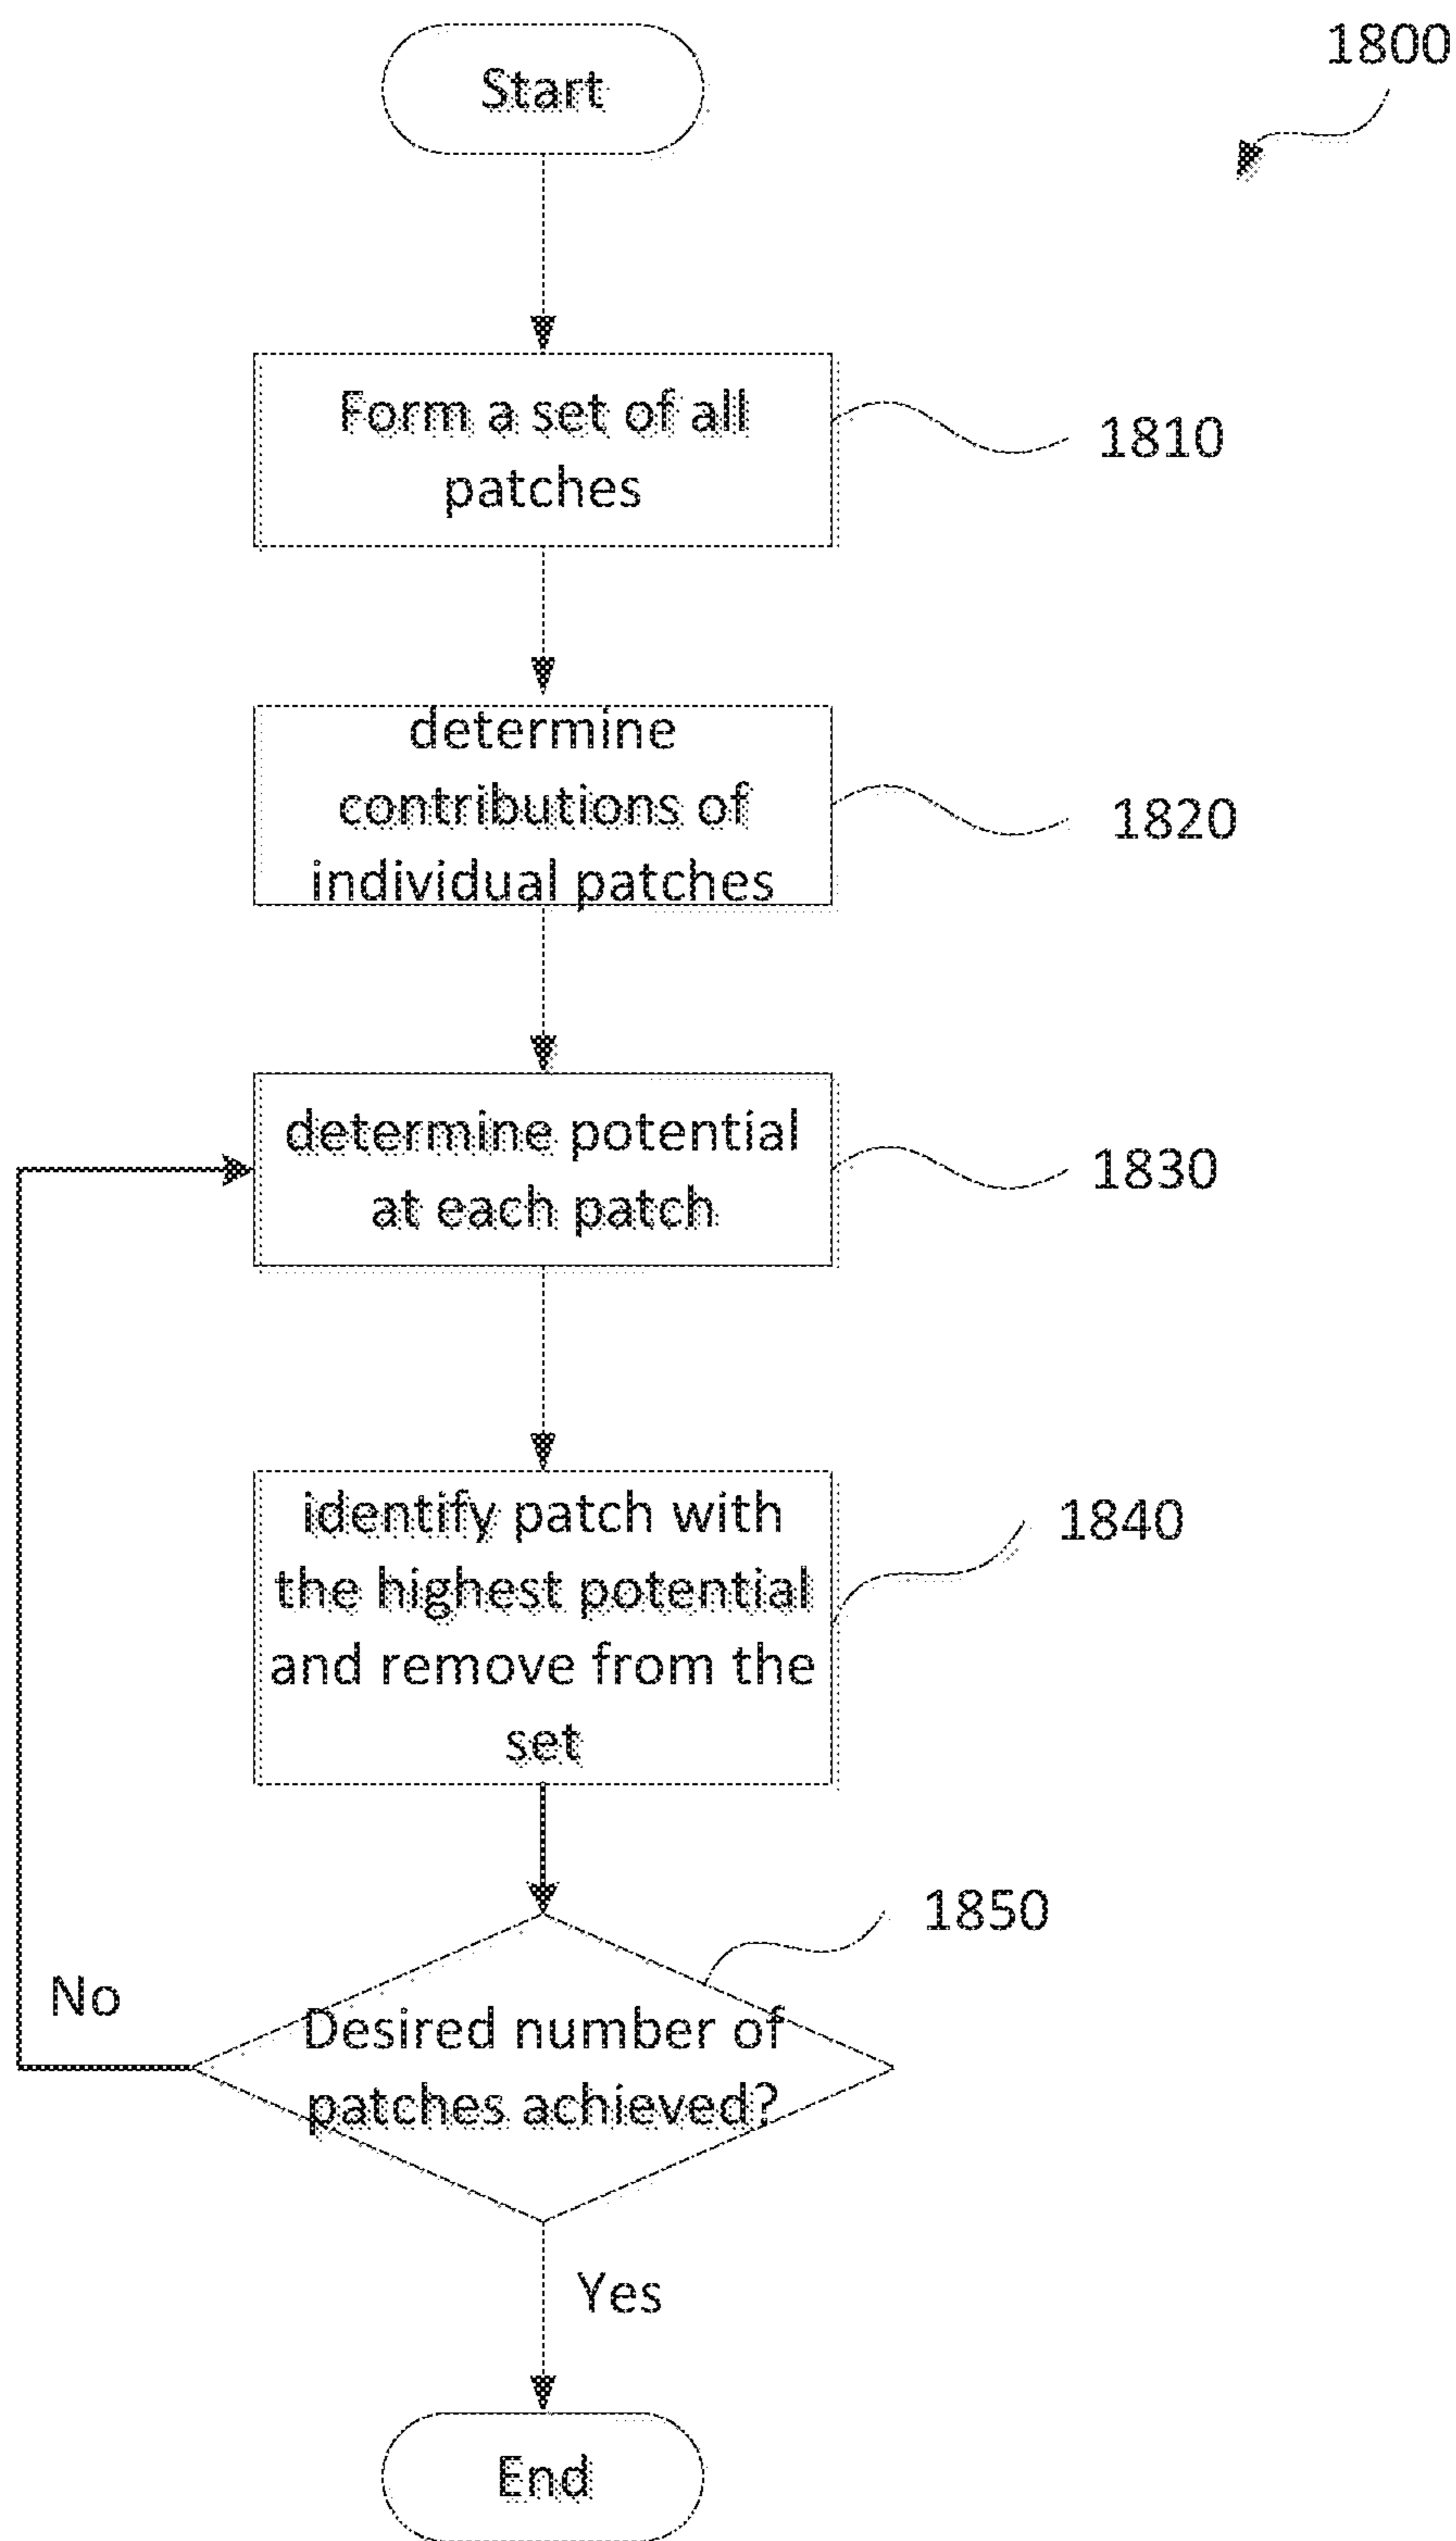 1800
Start
Form a set of all
patches
1810
determine
contributions of
individual patches
1820
determine potential
at each patch
1830
identify patch with
the highest potential
and remove from the
set
1840
1850
Desired number of
patches achieved?
No
Yes
End